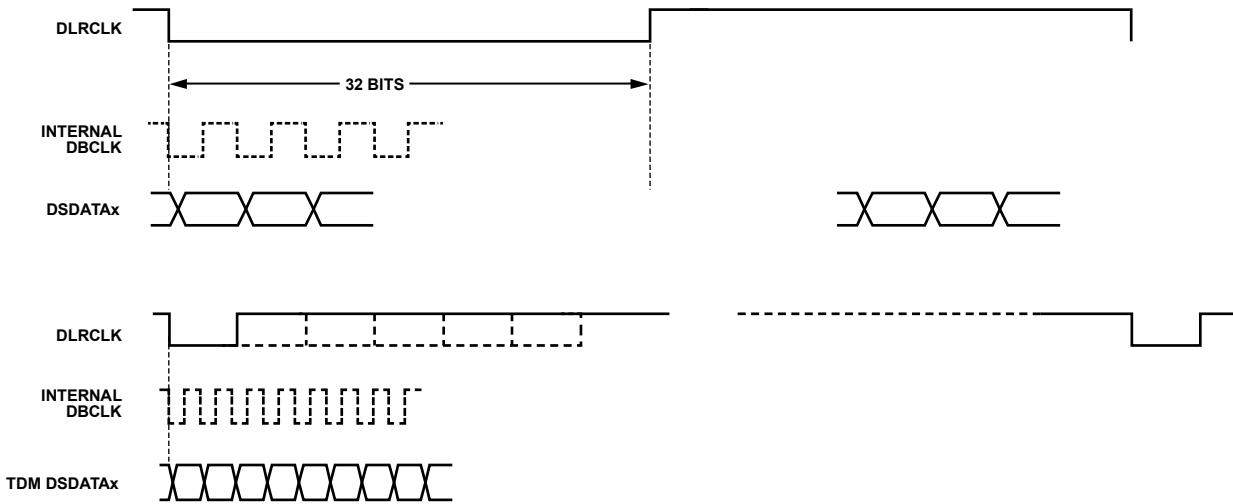 DLRCLK
32 BITS
INTERNAL
DBCLK
DSDATAx
DLRCLK
INTERNAL
DBCLK
TDM DSDATAx